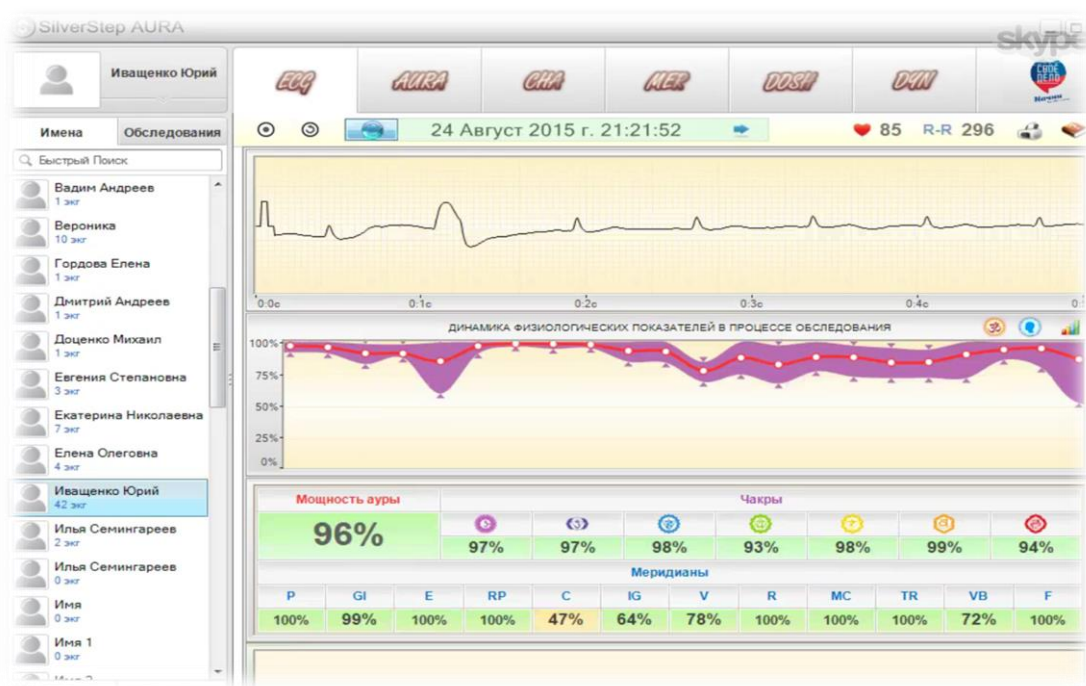 SilverStep AURA
skype
Иващенко Юрий
ECG AURA CHA MER DOSH DYN
СВОЕ ДЕЛО
Имена Обследования
24 Август 2015 г. 21:21:52
85 R-R 296
Быстрый Поиск
Вадим Андреев
1 экг
Вероника
10 экг
Гордова Елена
1 экг
Дмитрий Андреев
1 экг
Доценко Михаил
1 экг
Евгения Степановна
3 экг
Екатерина Николаевна
7 экг
Елена Олеговна
4 экг
Иващенко Юрий
42 экг
Илья Семингареев
2 экг
Илья Семингареев
0 экг
Имя
0 экг
Имя 1
0 экг
0:0с 0:1с 0:2с 0:3с 0:4с
ДИНАМИКА ФИЗИОЛОГИЧЕСКИХ ПОКАЗАТЕЛЕЙ В ПРОЦЕССЕ ОБСЛЕДОВАНИЯ
100%
75%
50%
25%
0%
Мощность ауры Чакры
96%
97% 97% 98% 93% 98% 99% 94%
Меридианы
P GI E RP C IG V R MC TR VB F
100% 99% 100% 100% 47% 64% 78% 100% 100% 100% 72% 100%